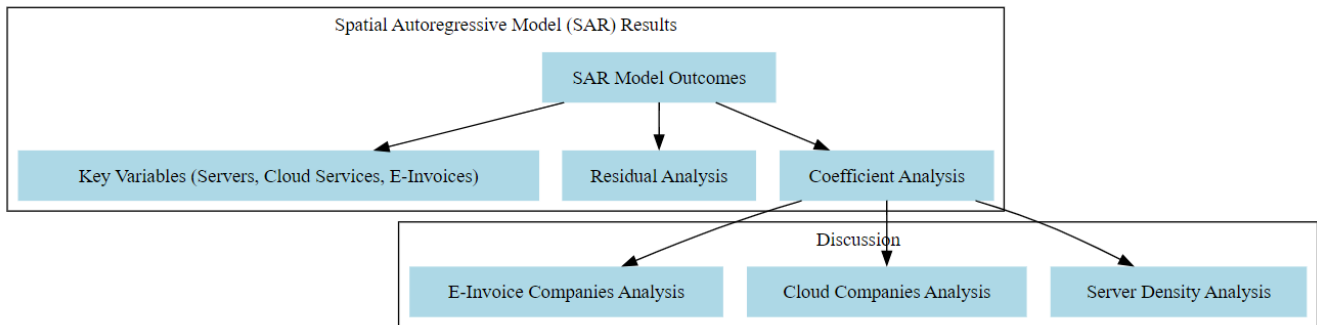 Spatial Autoregressive Model (SAR) Results
SAR Model Outcomes
Key Variables (Servers, Cloud Services, E-Invoices)
Residual Analysis
Coefficient Analysis
Discussion
E-Invoice Companies Analysis
Cloud Companies Analysis
Server Density Analysis